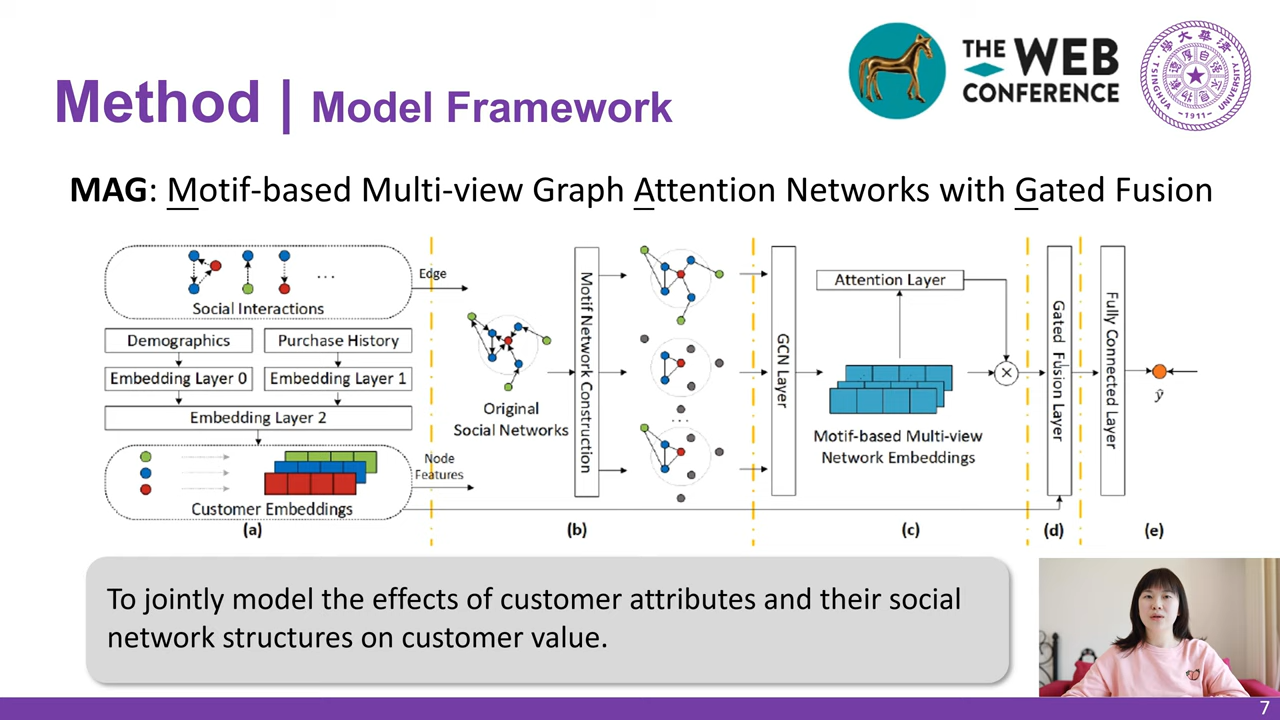 THE WEB
CONFERENCE
TSINGHUA UNIVERSITY
1911
Method | Model Framework
MAG: Motif-based Multi-view Graph Attention Networks with Gated Fusion
Social Interactions
...
Edge
Demographics
Purchase History
Embedding Layer 0
Embedding Layer 1
Embedding Layer 2
Node
Features
Customer Embeddings
(a)
Original
Social Networks
Motif Network Construction
...
(b)
GCN Layer
Attention Layer
Motif-based Multi-view
Network Embeddings
(c)
Gated Fusion Layer
(d)
Fully Connected Layer
ŷ
(e)
To jointly model the effects of customer attributes and their social
network structures on customer value.
7